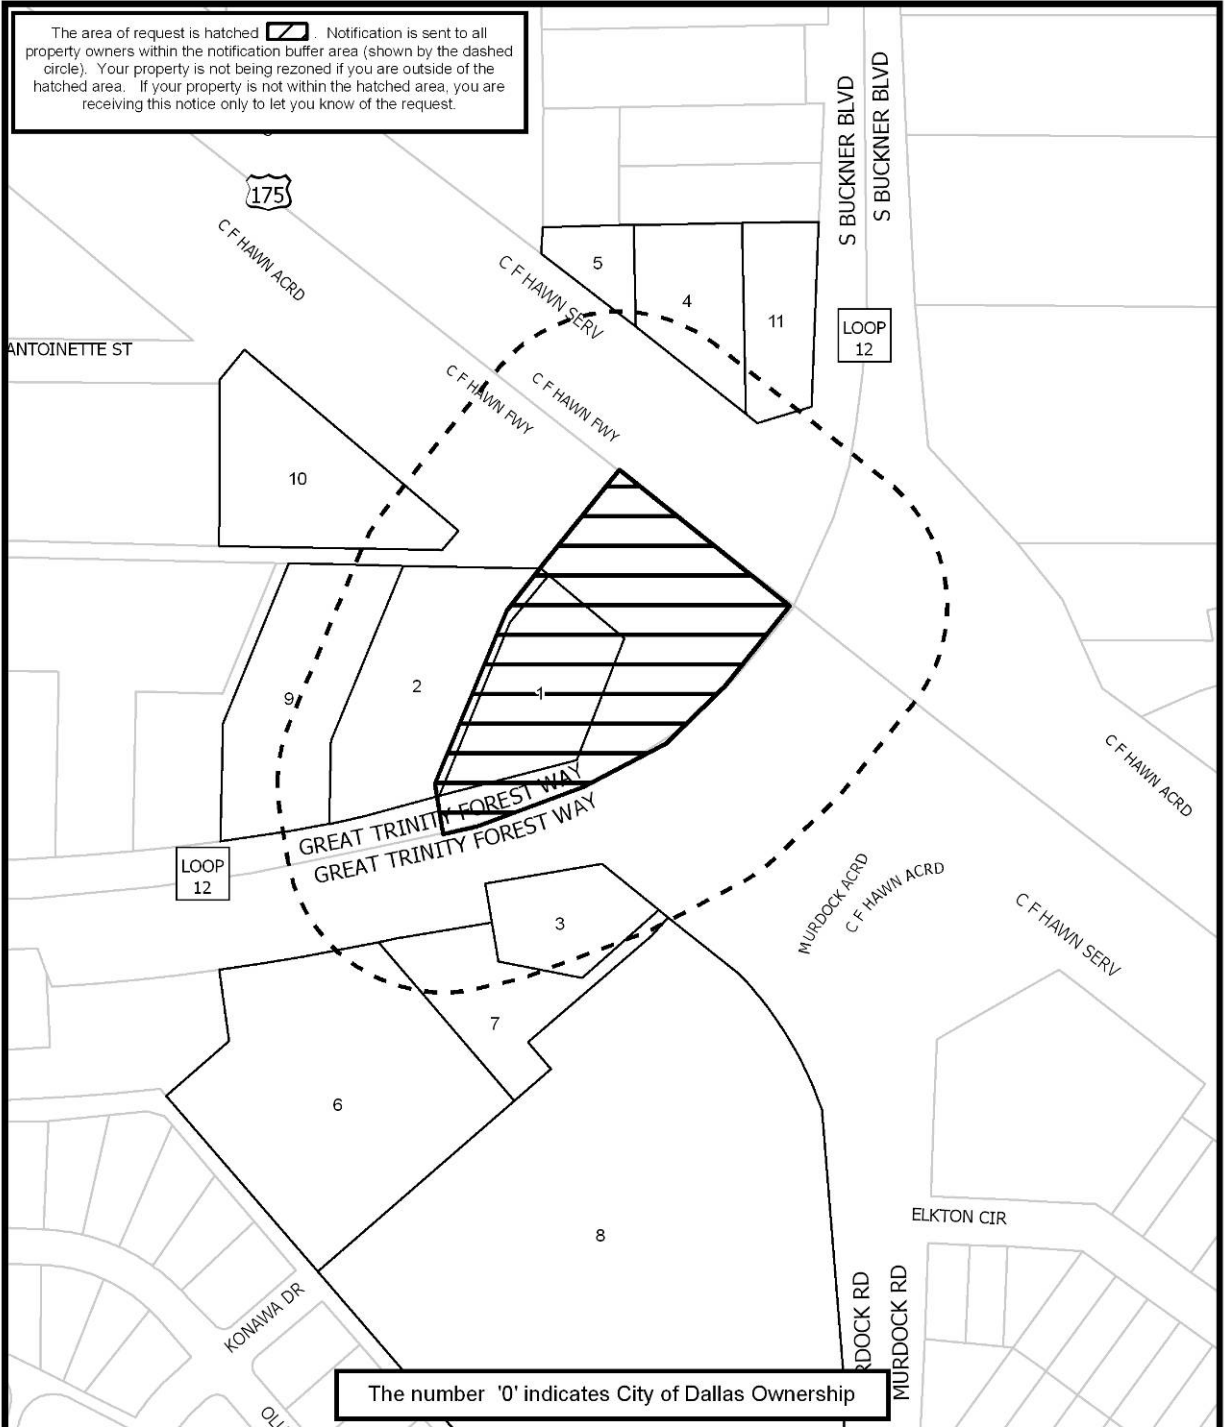 The area of request is hatched . Notification is sent to all
property owners within the notification buffer area (shown by the dashed
circle). Your property is not being rezoned if you are outside of the
hatched area. If your property is not within the hatched area, you are
receiving this notice only to let you know of the request.
175
C F HAWN ACRD
S BUCKNER BLVD
S BUCKNER BLVD
C F HAWN SERV
5
4
11
LOOP
12
ANTOINETTE ST
C F HAWN FWY
C F HAWN FWY
10
9
2
1
C F HAWN ACRD
GREAT TRINITY FOREST WAY
GREAT TRINITY FOREST WAY
LOOP
12
3
MURDOCK ACRD
C F HAWN ACRD
C F HAWN SERV
7
6
8
ELKTON CIR
KONAWA DR
RDOCK RD
MURDOCK RD
The number '0' indicates City of Dallas Ownership